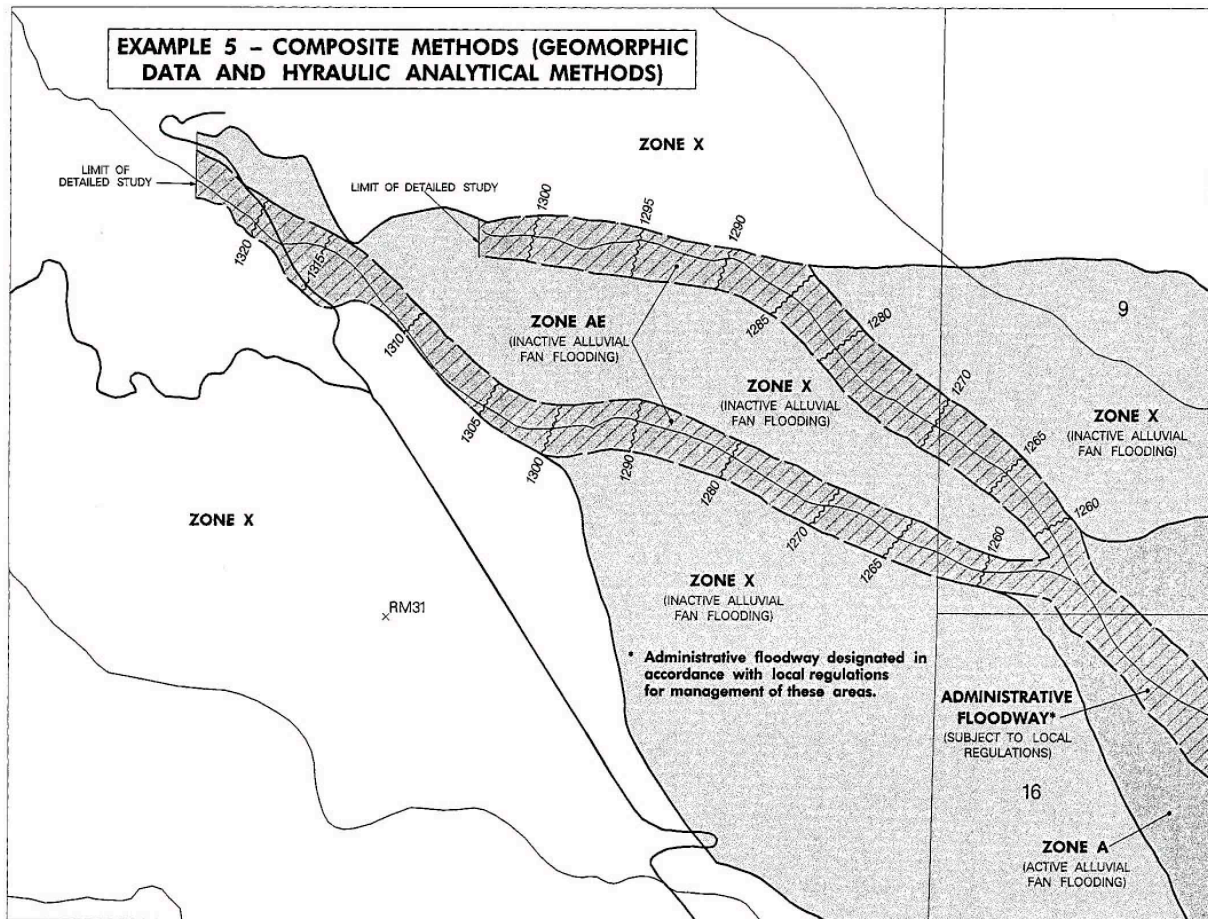 EXAMPLE 5 – COMPOSITE METHODS (GEOMORPHIC
DATA AND HYRAULIC ANALYTICAL METHODS)
ZONE X
LIMIT OF
DETAILED STUDY
LIMIT OF DETAILED STUDY
1300
1295
1290
1320
1315
1310
1305
1300
1290
1280
1270
1265
1260
1285
1280
1270
1265
1260
9
ZONE AE
(INACTIVE ALLUVIAL
FAN FLOODING)
ZONE X
(INACTIVE ALLUVIAL
FAN FLOODING)
ZONE X
(INACTIVE ALLUVIAL
FAN FLOODING)
ZONE X
RM31
ZONE X
(INACTIVE ALLUVIAL
FAN FLOODING)
* Administrative floodway designated in
accordance with local regulations
for management of these areas.
ADMINISTRATIVE
FLOODWAY*
(SUBJECT TO LOCAL
REGULATIONS)
16
ZONE A
(ACTIVE ALLUVIAL
FAN FLOODING)